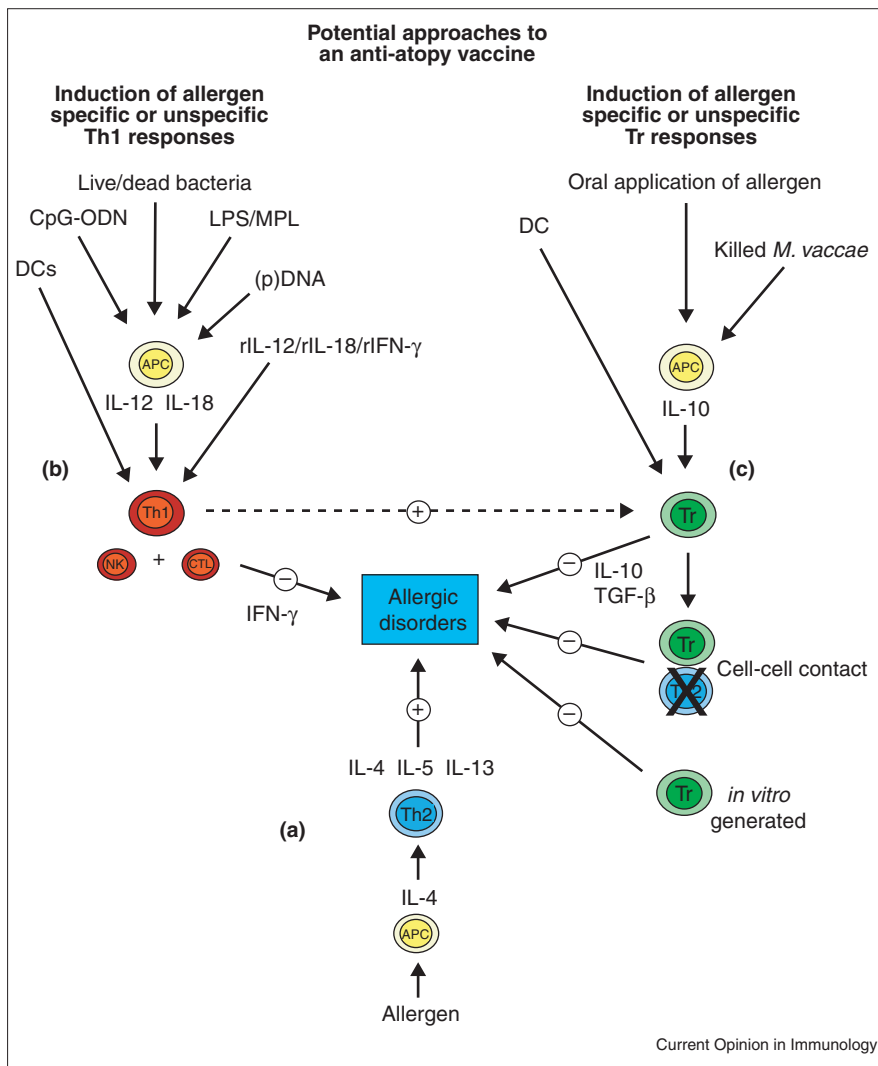 Potential approaches to
an anti-atopy vaccine
Induction of allergen
specific or unspecific
Th1 responses
Live/dead bacteria
CpG-ODN
LPS/MPL
DCs
(p)DNA
rIL-12/rIL-18/rIFN-γ
APC
IL-12 IL-18
(b)
Th1
NK
+
CTL
−
IFN-γ
+
Induction of allergen
specific or unspecific
Tr responses
Oral application of allergen
DC
Killed M. vaccae
APC
IL-10
(c)
Tr
−
IL-10
TGF-β
Allergic
disorders
−
Tr
Th2
Cell-cell contact
−
Tr
in vitro
generated
+
IL-4 IL-5 IL-13
Th2
(a)
IL-4
APC
Allergen
Current Opinion in Immunology